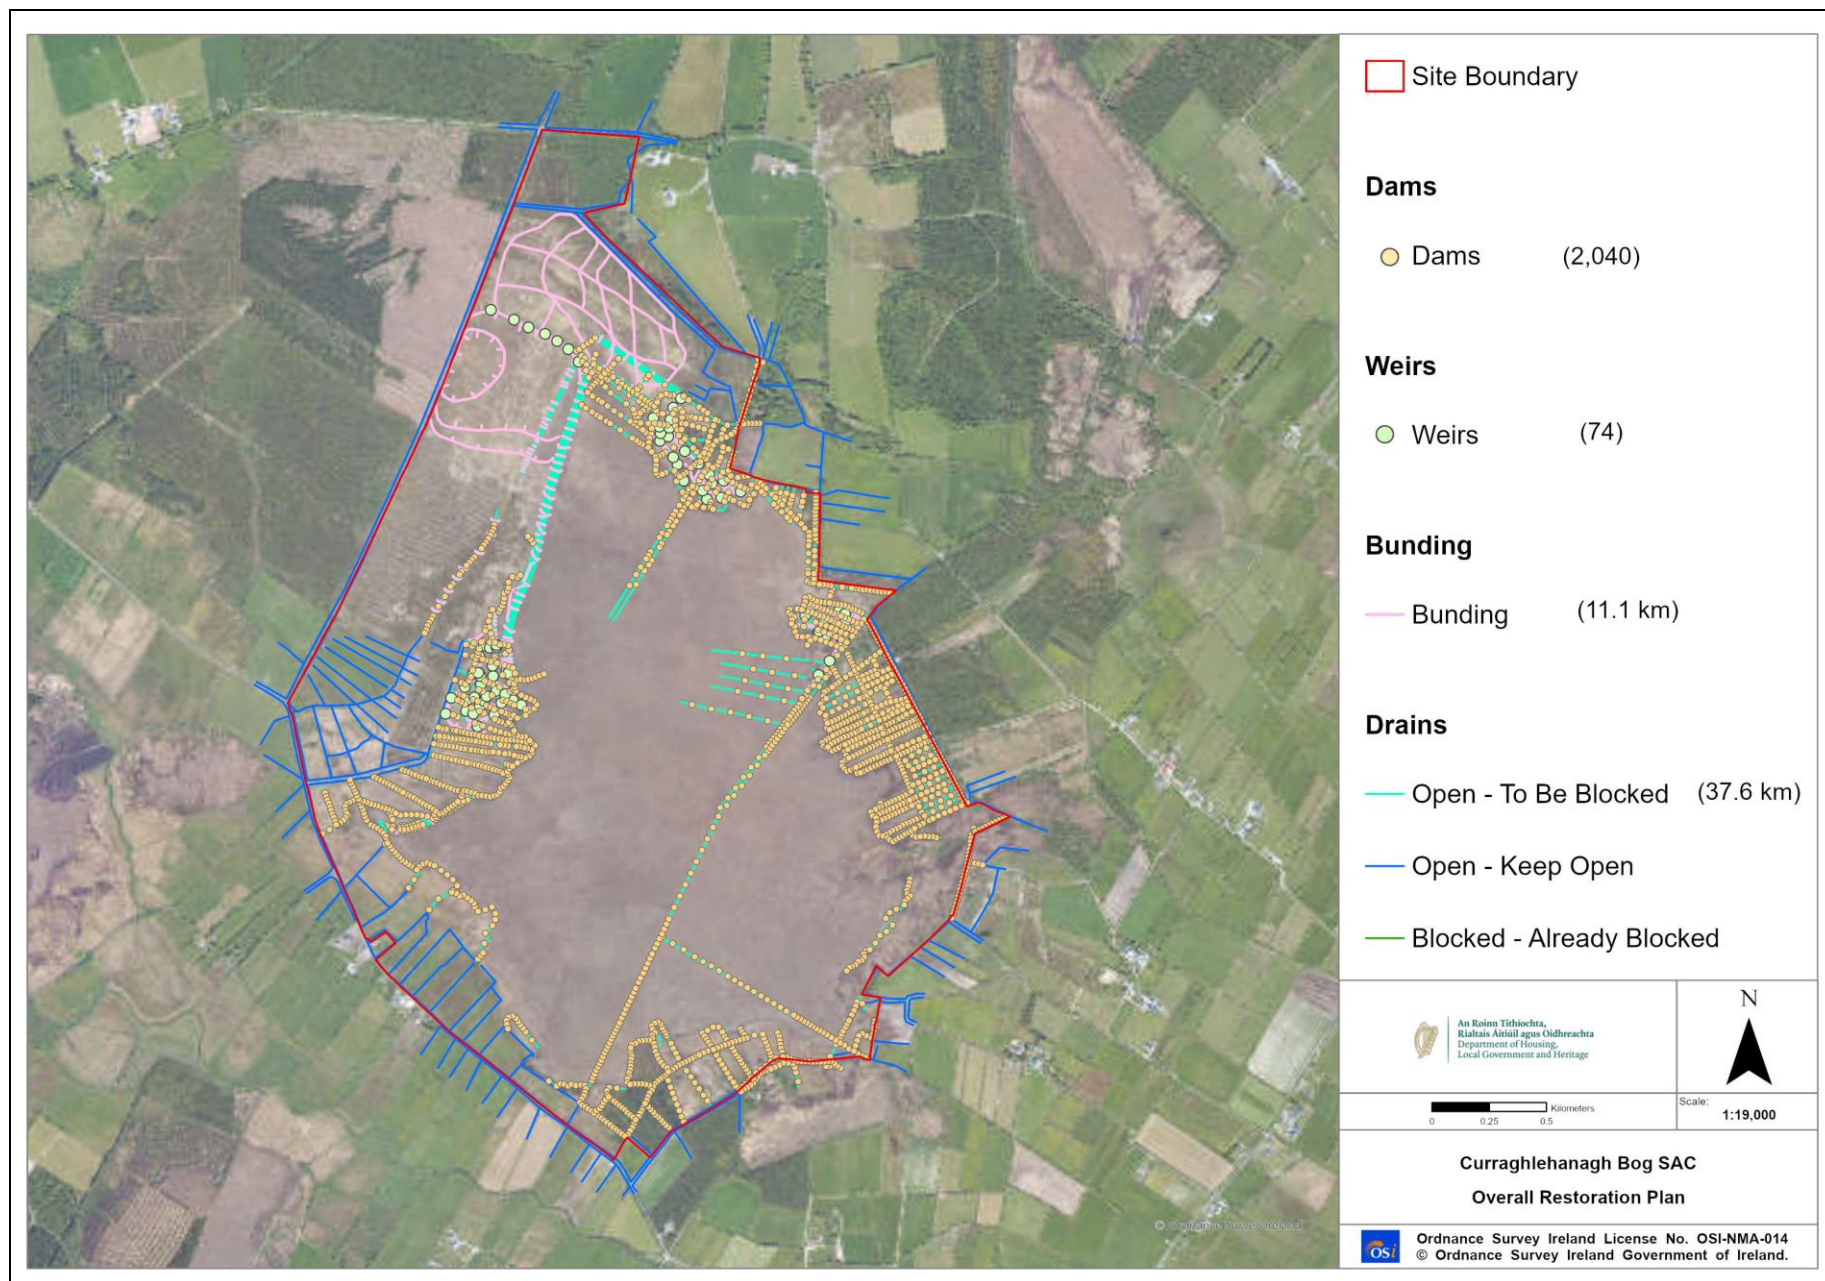 Site Boundary
Dams
Dams (2,040)
Weirs
Weirs (74)
Bunding
Bunding (11.1 km)
Drains
Open - To Be Blocked (37.6 km)
Open - Keep Open
Blocked - Already Blocked
An Roinn Tithíochta,
Rialtais Áitiúil agus Oidhreachta
Department of Housing,
Local Government and Heritage
N
Kilometers
0 0.25 0.5
Scale:
1:19,000
Curraghlehanagh Bog SAC
Overall Restoration Plan
OSi
Ordnance Survey Ireland License No. OSI-NMA-014
© Ordnance Survey Ireland Government of Ireland.
© Ordnance Survey Ireland